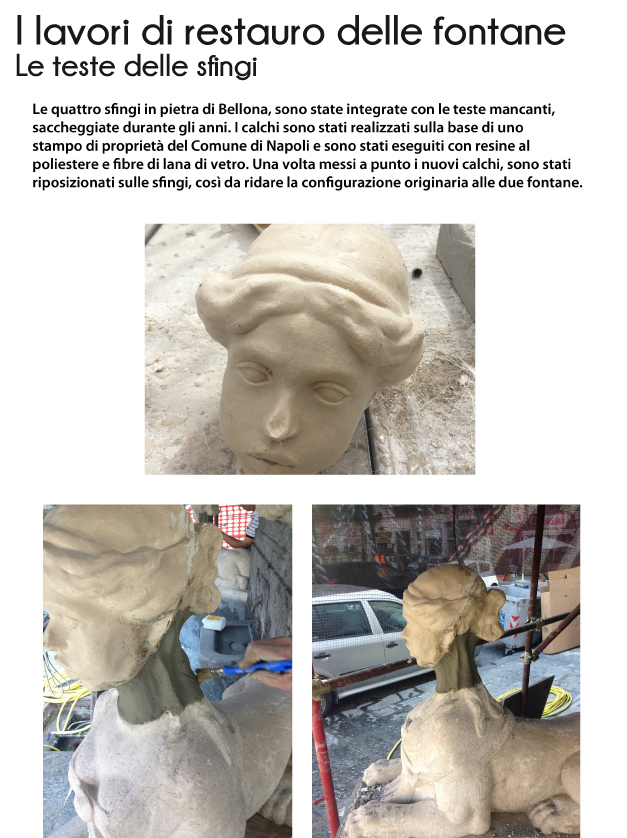 I lavori di restauro delle fontane
Le teste delle sfingi
Le quattro sfingi in pietra di Bellona, sono state integrate con le teste mancanti,
saccheggiate durante gli anni. I calchi sono stati realizzati sulla base di uno
stampo di proprietà del Comune di Napoli e sono stati eseguiti con resine al
poliestere e fibre di lana di vetro. Una volta messi a punto i nuovi calchi, sono stati
riposizionati sulle sfingi, così da ridare la configurazione originaria alle due fontane.